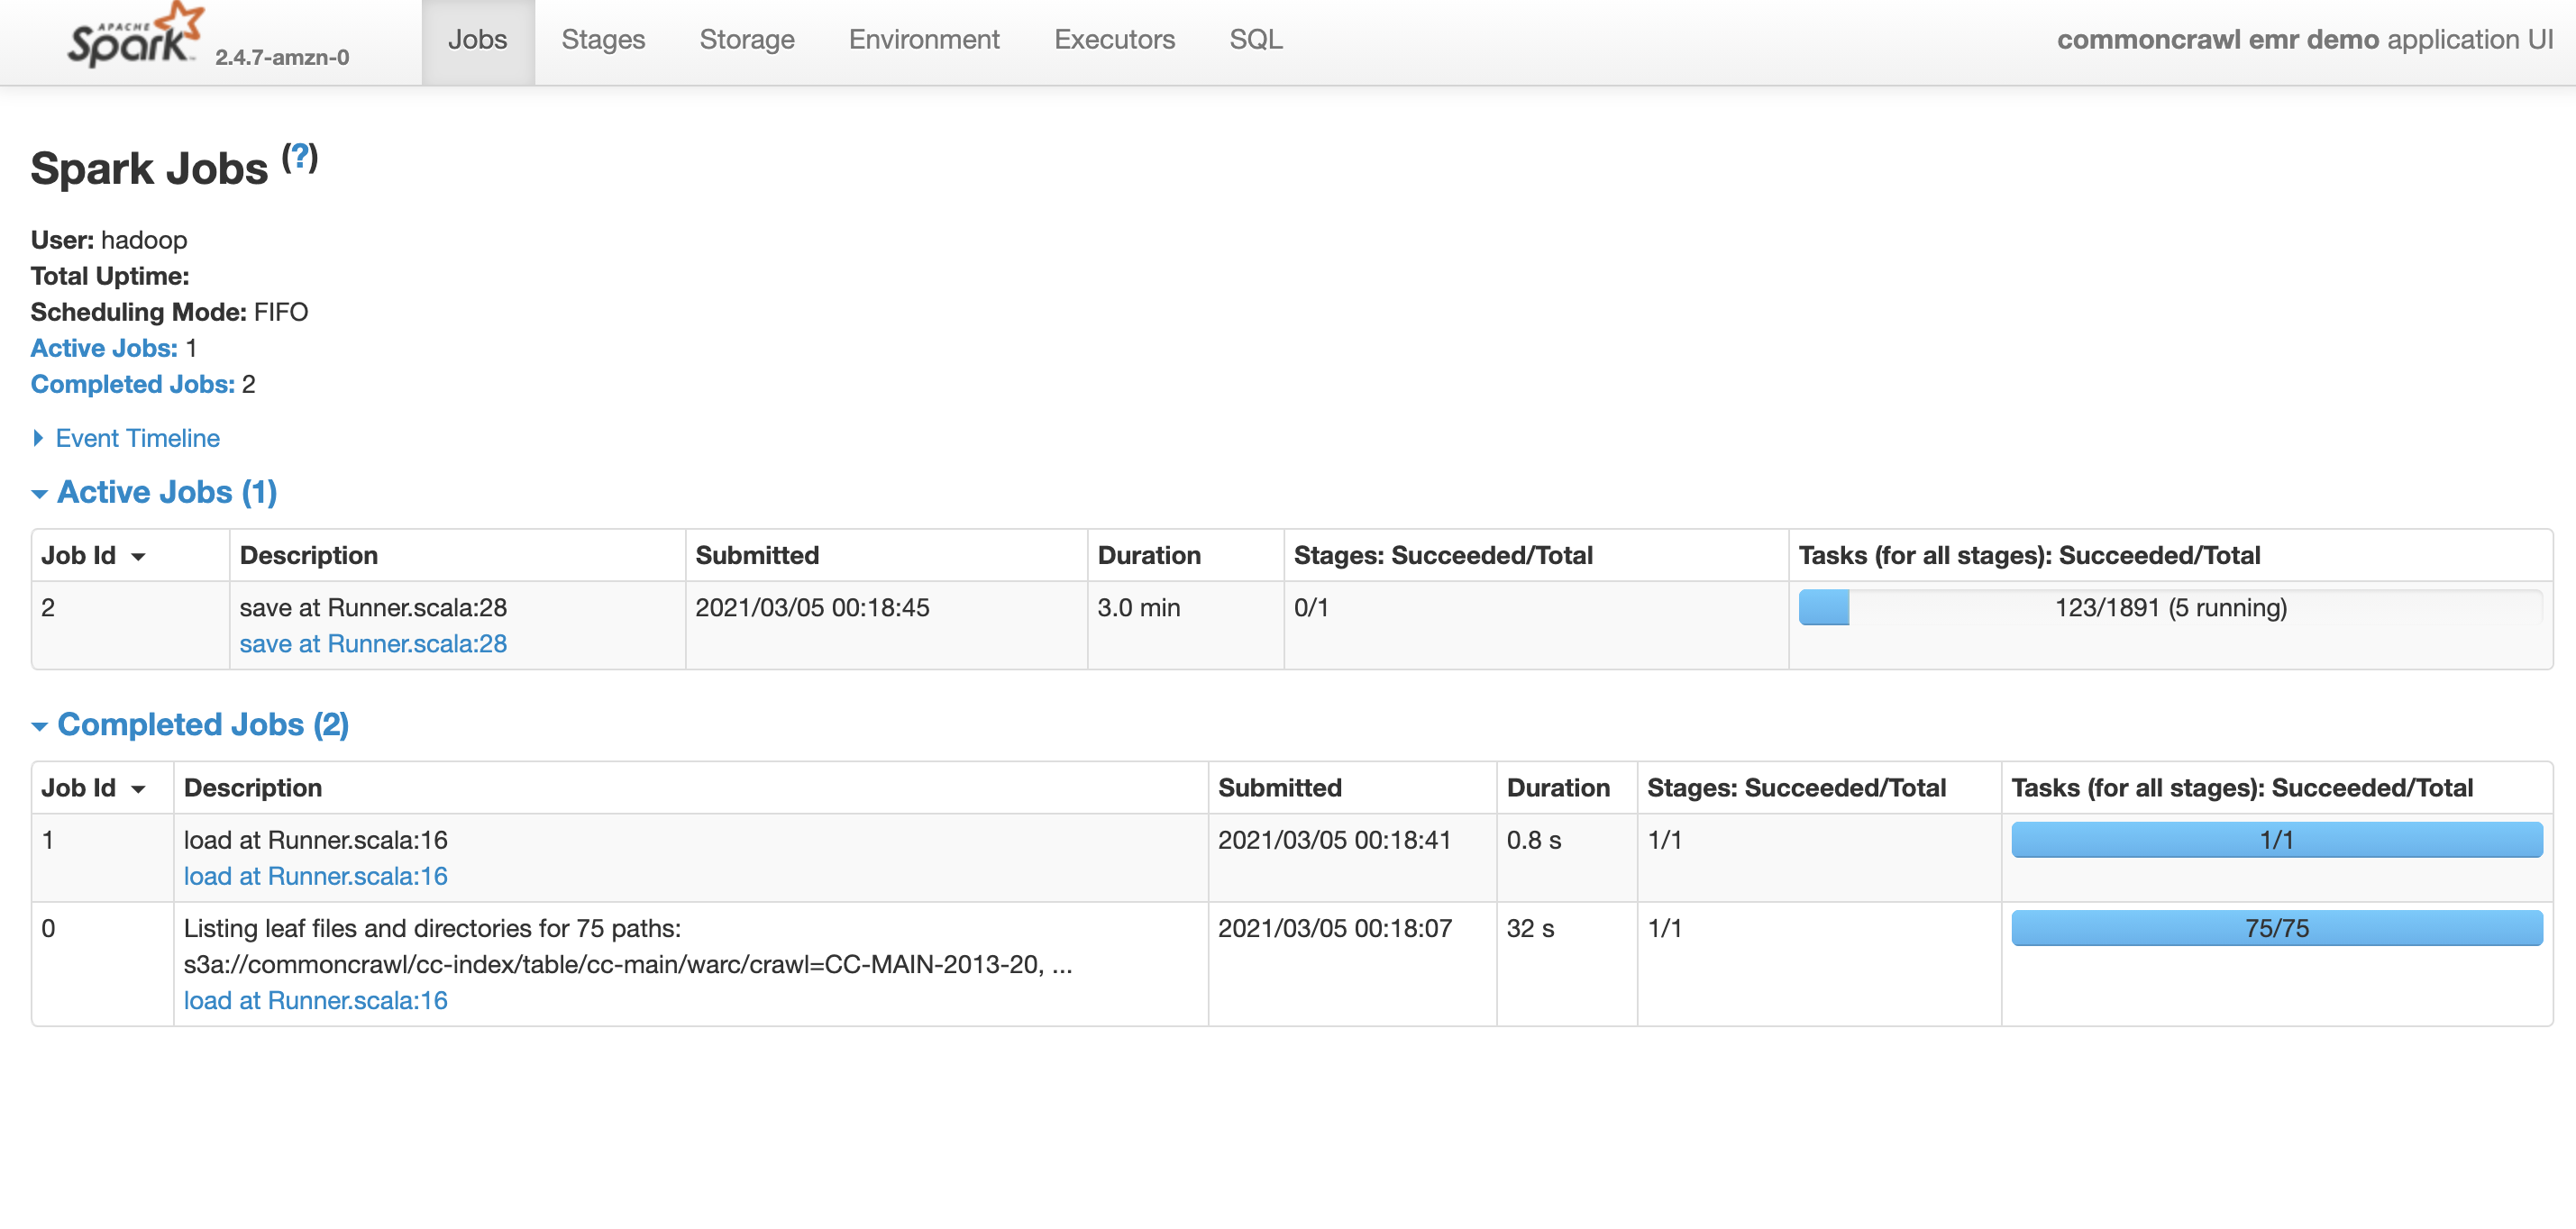 APACHE
Spark 2.4.7-amzn-0 Jobs Stages Storage Environment Executors SQL commoncrawl emr demo application UI
Spark Jobs (?)
User: hadoop
Total Uptime:
Scheduling Mode: FIFO
Active Jobs: 1
Completed Jobs: 2
Event Timeline
Active Jobs (1)
Job Id Description Submitted Duration Stages: Succeeded/Total Tasks (for all stages): Succeeded/Total
2 save at Runner.scala:28 2021/03/05 00:18:45 3.0 min 0/1 123/1891 (5 running)
save at Runner.scala:28
Completed Jobs (2)
Job Id Description Submitted Duration Stages: Succeeded/Total Tasks (for all stages): Succeeded/Total
1 load at Runner.scala:16 2021/03/05 00:18:41 0.8 s 1/1 1/1
load at Runner.scala:16
0 Listing leaf files and directories for 75 paths: 2021/03/05 00:18:07 32 s 1/1 75/75
s3a://commoncrawl/cc-index/table/cc-main/warc/crawl=CC-MAIN-2013-20, ...
load at Runner.scala:16